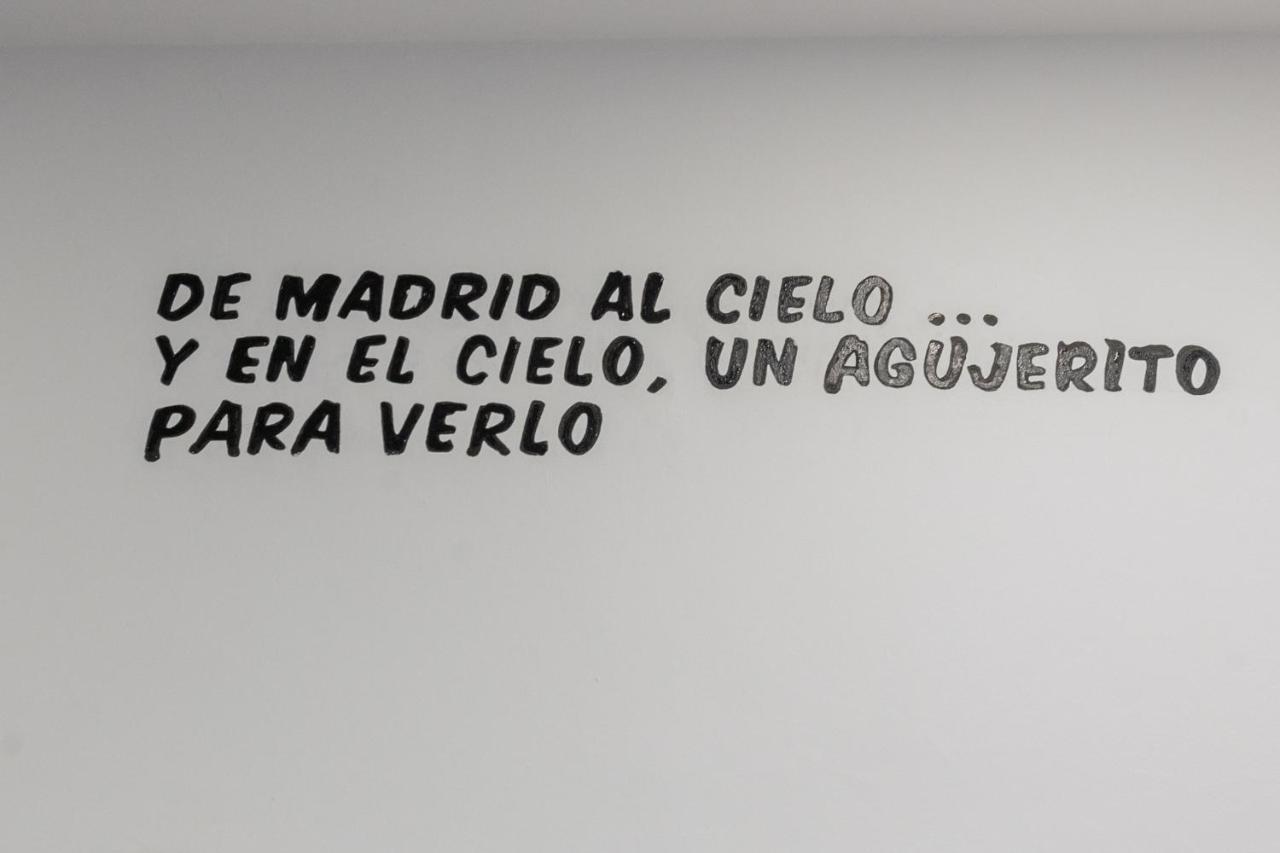 DE MADRID AL CIELO ...
Y EN EL CIELO, UN AGÜJERITO
PARA VERLO